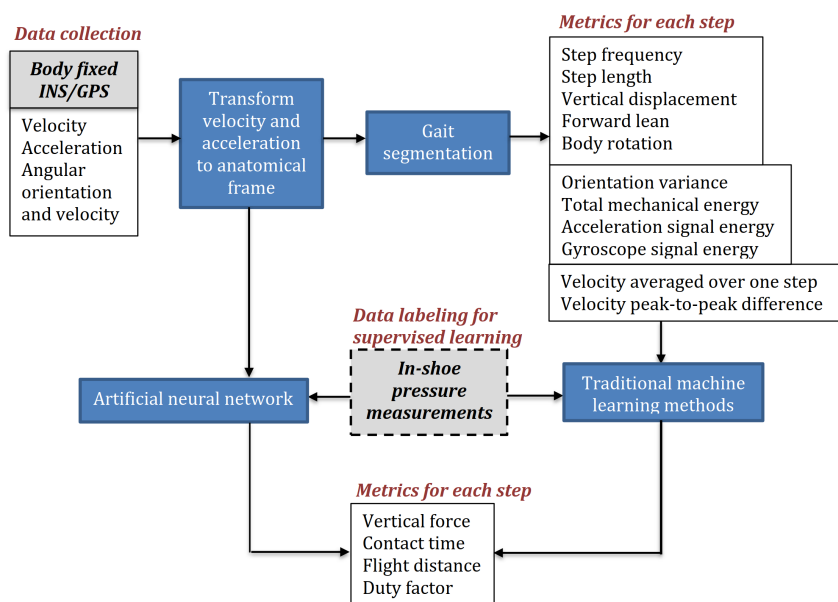 Data collection
Body fixed
INS/GPS
Velocity
Acceleration
Angular
orientation
and velocity
Transform
velocity and
acceleration
to anatomical
frame
Gait
segmentation
Metrics for each step
Step frequency
Step length
Vertical displacement
Forward lean
Body rotation
Orientation variance
Total mechanical energy
Acceleration signal energy
Gyroscope signal energy
Velocity averaged over one step
Velocity peak-to-peak difference
Data labeling for
supervised learning
In-shoe
pressure
measurements
Artificial neural network
Traditional machine
learning methods
Metrics for each step
Vertical force
Contact time
Flight distance
Duty factor